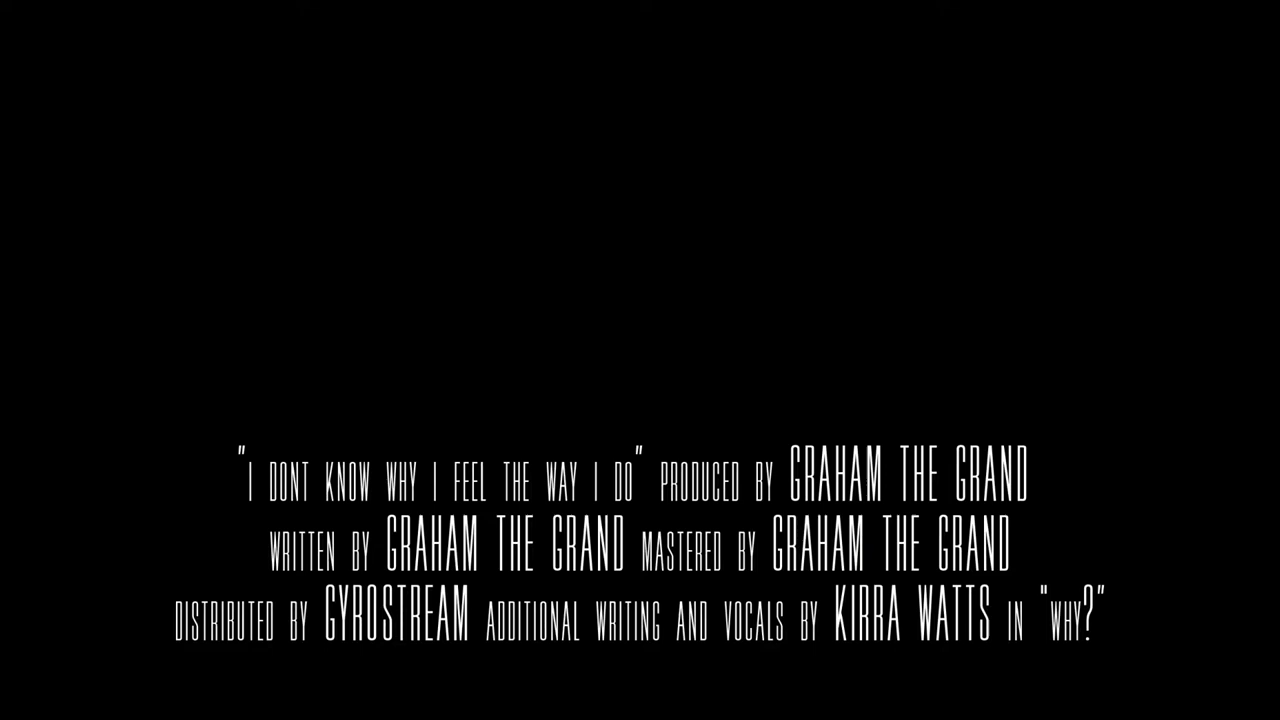 "I DONT KNOW WHY I FEEL THE WAY I DO" PRODUCED BY GRAHAM THE GRAND
WRITTEN BY GRAHAM THE GRAND MASTERED BY GRAHAM THE GRAND
DISTRIBUTED BY GYROSTREAM ADDITIONAL WRITING AND VOCALS BY KIRRA WATTS IN "WHY?"